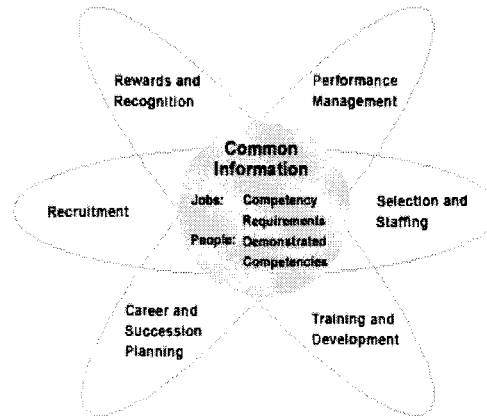 Rewards and
Recognition
Performance
Management
Common
Information
Jobs: Competency
Requirements
People: Demonstrated
Competencies
Recruitment
Selection and
Staffing
Career and
Succession
Planning
Training and
Development